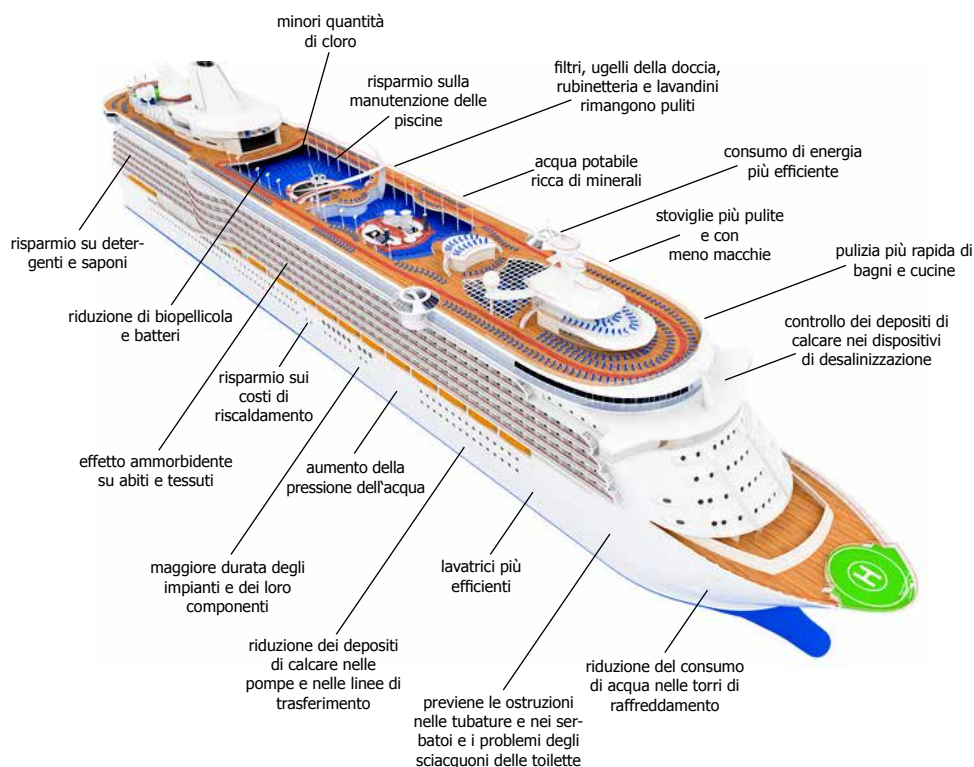 minori quantità
di cloro
risparmio sulla
manutenzione delle
piscine
filtri, ugelli della doccia,
rubinetteria e lavandini
rimangono puliti
acqua potabile
ricca di minerali
consumo di energia
più efficiente
stoviglie più pulite
e con
meno macchie
pulizia più rapida di
bagni e cucine
controllo dei depositi di
calcare nei dispositivi
di desalinizzazione
risparmio su deter-
genti e saponi
riduzione di biopellicola
e batteri
risparmio sui
costi di
riscaldamento
effetto ammorbidente
su abiti e tessuti
aumento della
pressione dell'acqua
maggiore durata degli
impianti e dei loro
componenti
lavatrici più
efficienti
riduzione dei depositi
di calcare nelle
pompe e nelle linee di
trasferimento
previene le ostruzioni
nelle tubature e nei ser-
batoi e i problemi degli
sciacquoni delle toilette
riduzione del consumo
di acqua nelle torri di
raffreddamento
H